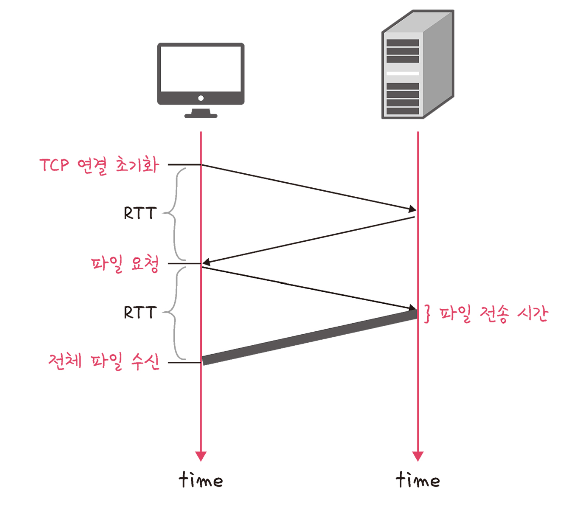 TCP 연결 초기화
RTT
파일 요청
RTT
} 파일 전송 시간
전체 파일 수신
time
time